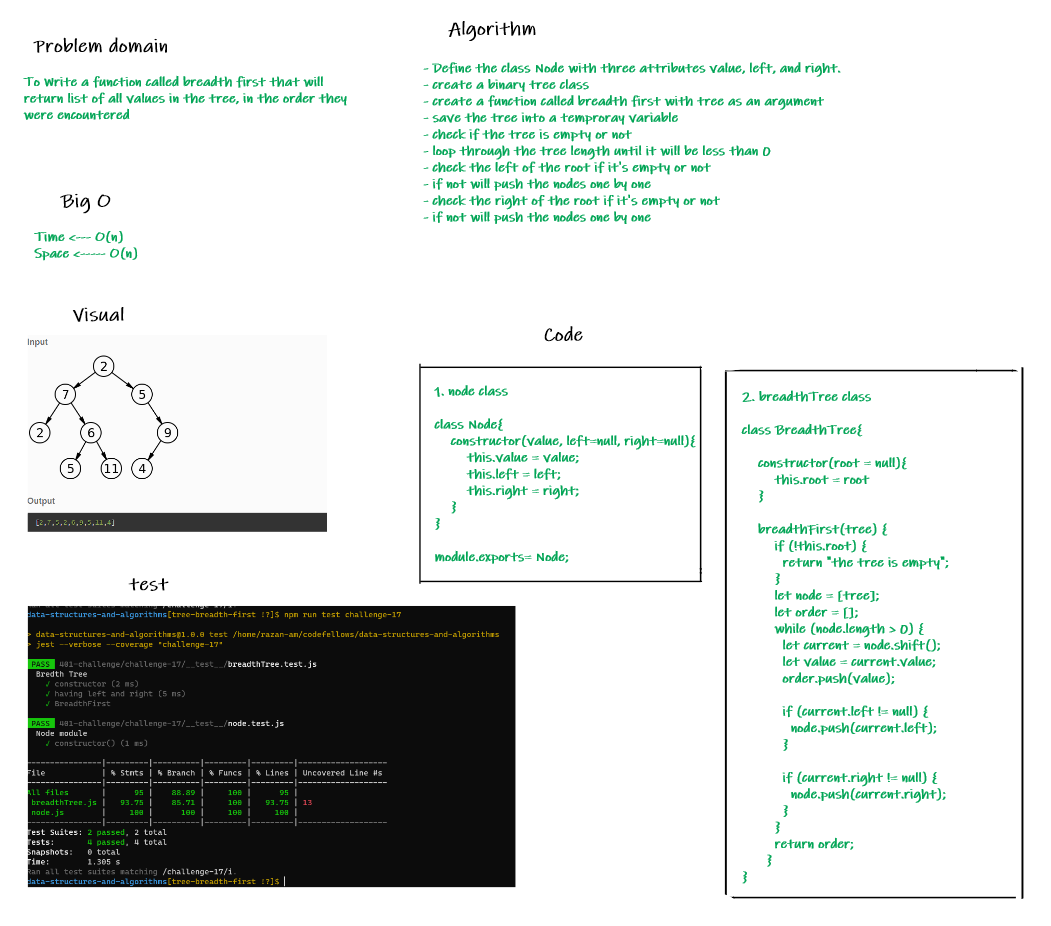 Problem domain
To Write a function called breadth first that will
return list of all values in the tree, in the order they
were encountered
Big O
Time <--- O(n)
Space <----- O(n)
Algorithm
- Define the class Node with three attributes value, left, and right.
- create a binary tree class
- create a function called breadth first with tree as an argument
- save the tree into a temproray variable
- check if the tree is empty or not
- loop through the tree length until it will be less than 0
- check the left of the root if it's empty or not
- if not will push the nodes one by one
- check the right of the root if it's empty or not
- if not will push the nodes one by one
Visual
Input
2
7 5
2 6 9
5 11 4
Output
[2,7,5,2,6,9,5,11,4]
test
Ran all test suites matching /challenge-17/i.
data-structures-and-algorithms[tree-breadth-first !?]$ npm run test challenge-17
> data-structures-and-algorithms@1.0.0 test /home/razan-am/codefellows/data-structures-and-algorithms
> jest --verbose --coverage "challenge-17"
PASS 401-challenge/challenge-17/__test__/breadthTree.test.js
Bredth Tree
✓ constructor (2 ms)
✓ having left and right (5 ms)
✓ BreadthFirst
PASS 401-challenge/challenge-17/__test__/node.test.js
Node module
✓ constructor() (1 ms)
----------------|---------|----------|---------|---------|-------------------
File | % Stmts | % Branch | % Funcs | % Lines | Uncovered Line #s
----------------|---------|----------|---------|---------|-------------------
All files | 95 | 88.89 | 100 | 95 |
breadthTree.js | 93.75 | 85.71 | 100 | 93.75 | 13
node.js | 100 | 100 | 100 | 100 |
----------------|---------|----------|---------|---------|-------------------
Test Suites: 2 passed, 2 total
Tests: 4 passed, 4 total
Snapshots: 0 total
Time: 1.305 s
Ran all test suites matching /challenge-17/i.
data-structures-and-algorithms[tree-breadth-first !?]$
Code
1. node class
class Node{
constructor(value, left=null, right=null){
this.value = value;
this.left = left;
this.right = right;
}
}
module.exports= Node;
2. breadthTree class
class BreadthTree{
constructor(root = null){
this.root = root
}
breadthFirst(tree) {
if (!this.root) {
return "the tree is empty";
}
let node = [tree];
let order = [];
while (node.length > 0) {
let current = node.shift();
let value = current.value;
order.push(value);
if (current.left != null) {
node.push(current.left);
}
if (current.right != null) {
node.push(current.right);
}
}
return order;
}
}